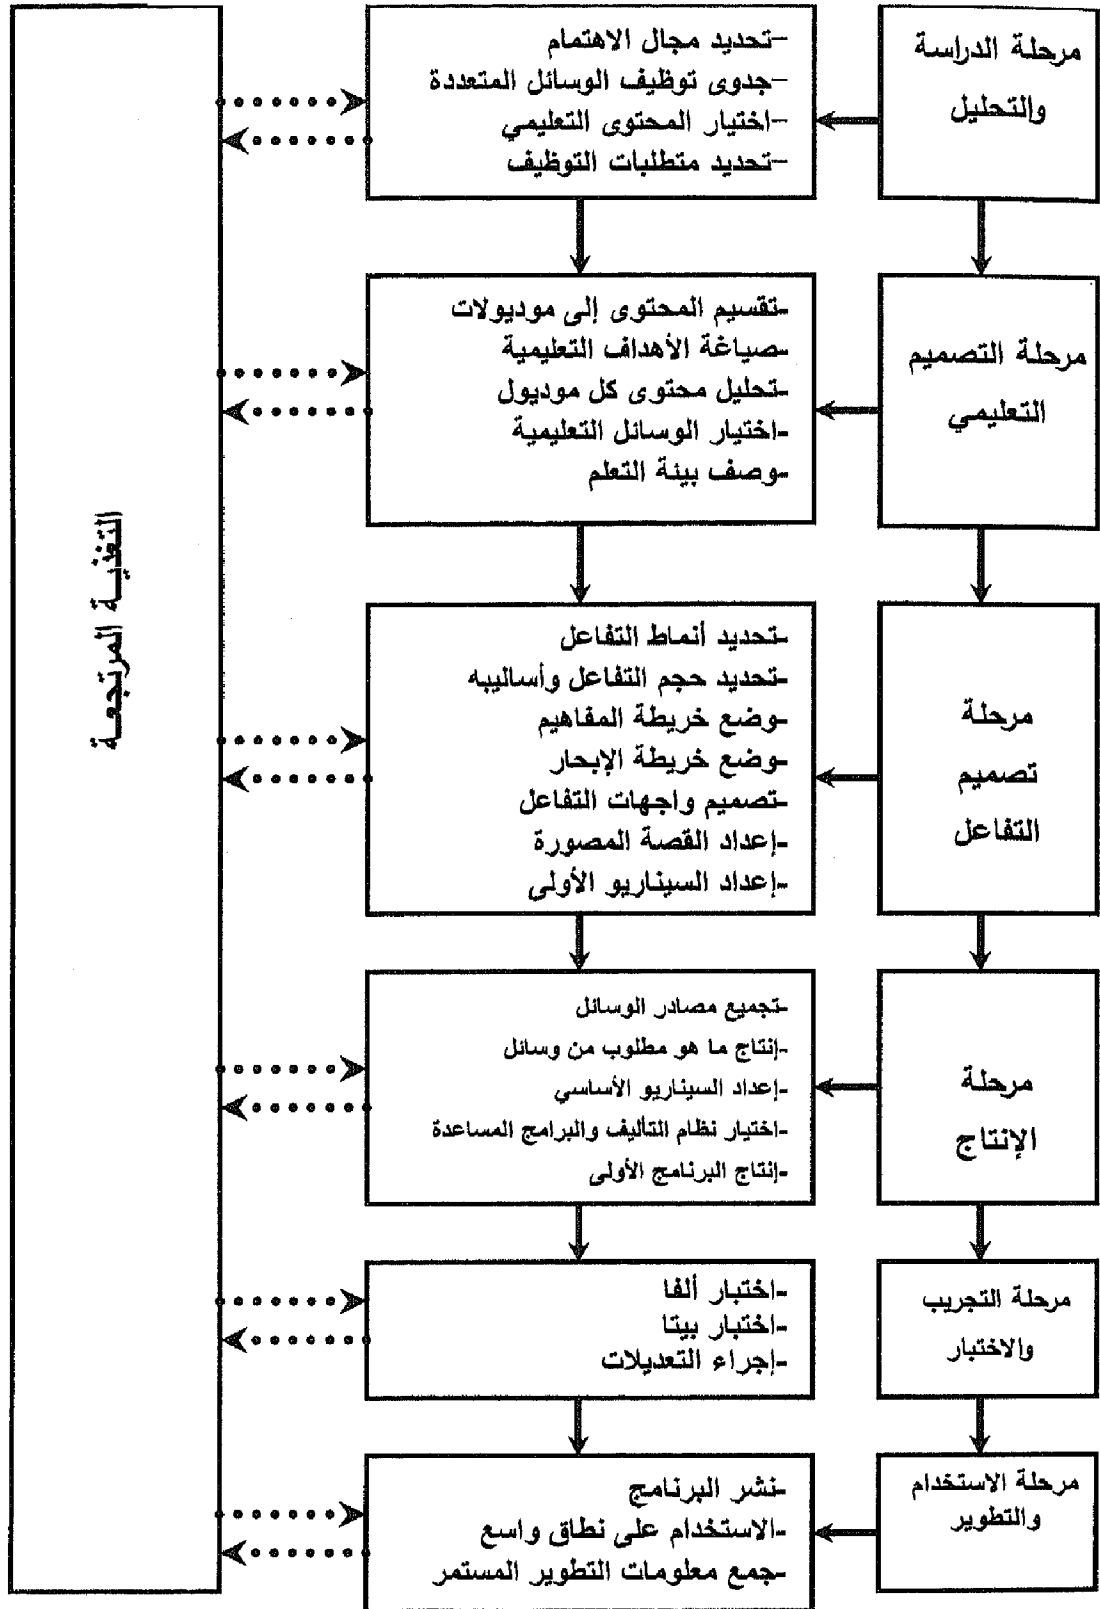 مرحلة الدراسة
والتحليل
-تحديد مجال الاهتمام
-جدوى توظيف الوسائل المتعددة
-اختيار المحتوى التعليمي
-تحديد متطلبات التوظيف
مرحلة التصميم
التعليمي
-تقسيم المحتوى إلى موديولات
-صياغة الأهداف التعليمية
-تحليل محتوى كل موديول
-اختيار الوسائل التعليمية
-وصف بيئة التعلم
مرحلة
تصميم
التفاعل
-تحديد أنماط التفاعل
-تحديد حجم التفاعل وأساليبه
-وضع خريطة المفاهيم
-وضع خريطة الإبحار
-تصميم واجهات التفاعل
-إعداد القصة المصورة
-إعداد السيناريو الأولى
مرحلة
الإنتاج
-تجميع مصادر الوسائل
-إنتاج ما هو مطلوب من وسائل
-إعداد السيناريو الأساسي
-اختيار نظام التأليف والبرامج المساعدة
-إنتاج البرنامج الأولى
مرحلة التجريب
والاختبار
-اختبار ألفا
-اختبار بيتا
-إجراء التعديلات
مرحلة الاستخدام
والتطوير
-نشر البرنامج
-الاستخدام على نطاق واسع
-جمع معلومات التطوير المستمر
التغذية المرتجعة